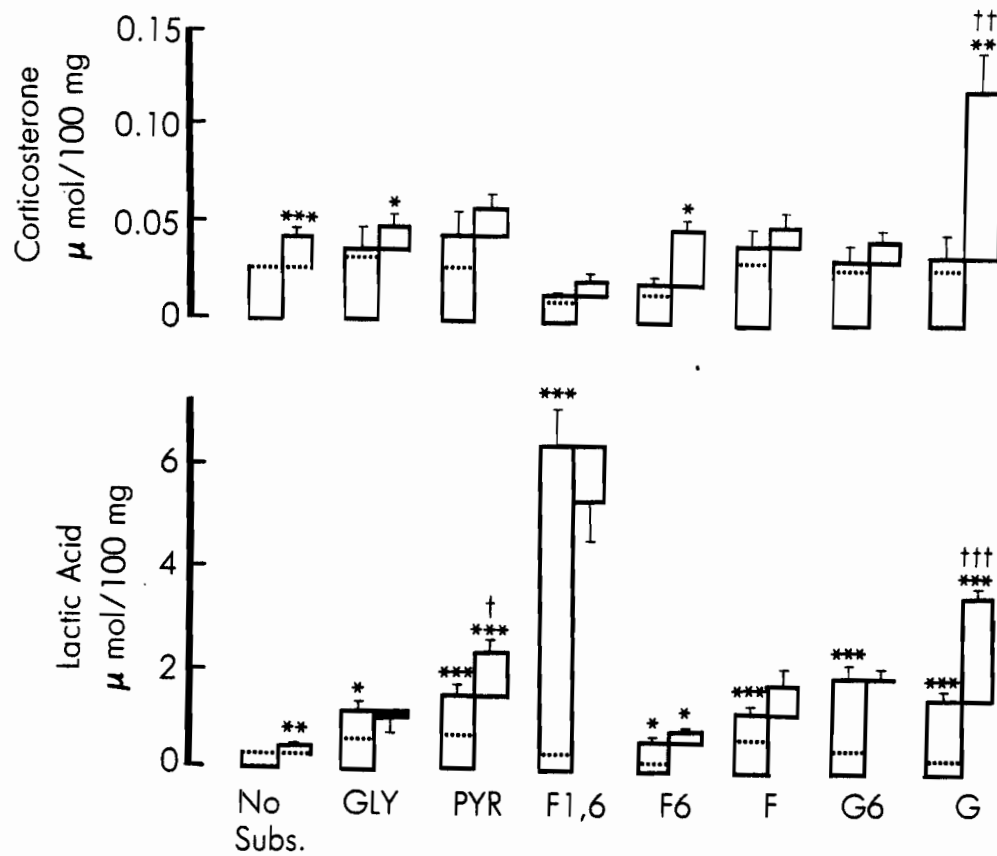 Corticosterone
μ mol/100 mg
0.15
0.10
0.05
0
***
*
*
††
**
Lactic Acid
μ mol/100 mg
6
4
2
0
**
*
***
†
***
***
*
*
***
***
***
†††
***
No Subs.
GLY
PYR
F1,6
F6
F
G6
G